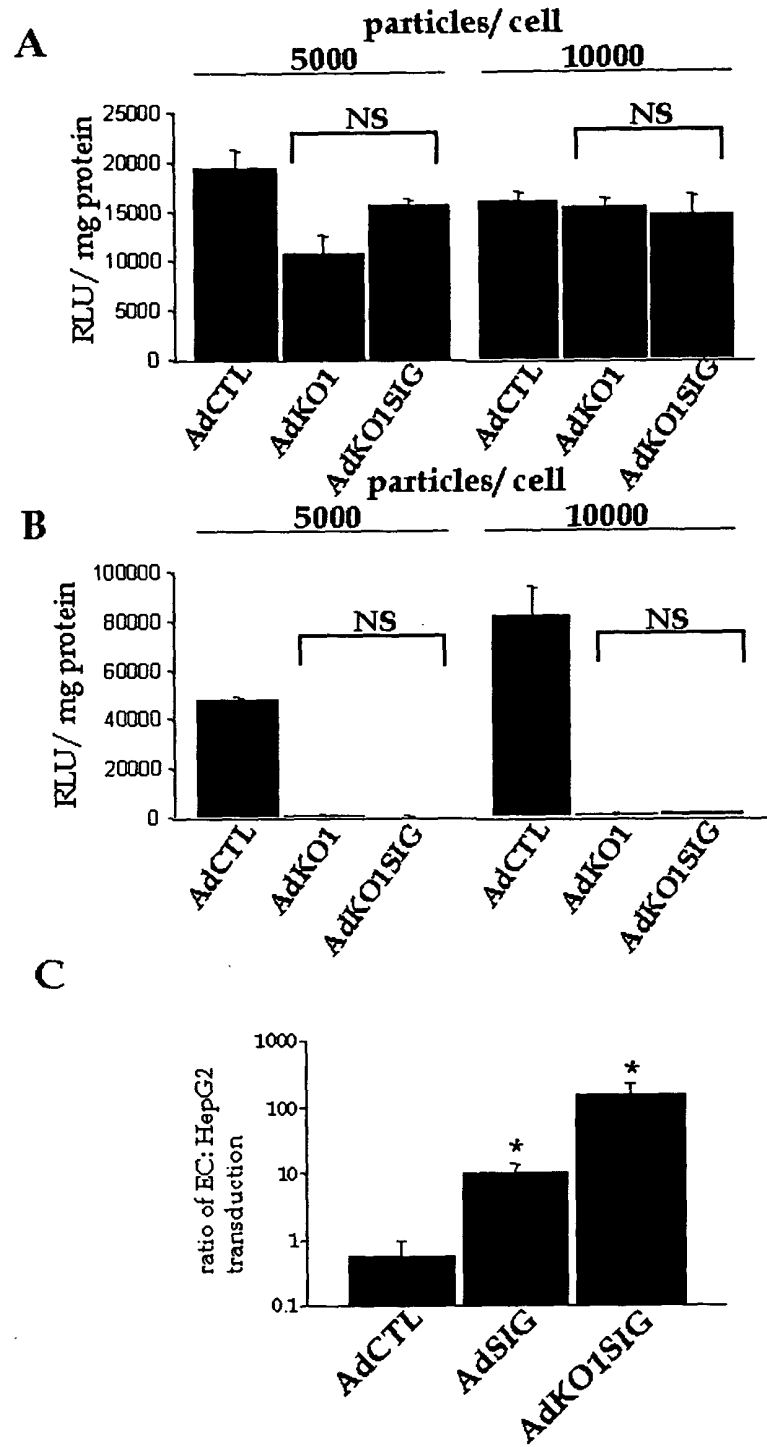 A
particles/ cell
5000 10000
RLU/ mg protein
25000
20000
15000
10000
5000
0
NS NS
AdCTL AdKO1 AdKO1SIG AdCTL AdKO1 AdKO1SIG
B
particles/ cell
5000 10000
RLU/ mg protein
100000
80000
60000
40000
20000
0
NS NS
AdCTL AdKO1 AdKO1SIG AdCTL AdKO1 AdKO1SIG
C
ratio of EC: HepG2
transduction
1000
100
10
1
0.1
* *
AdCTL AdSIG AdKO1SIG